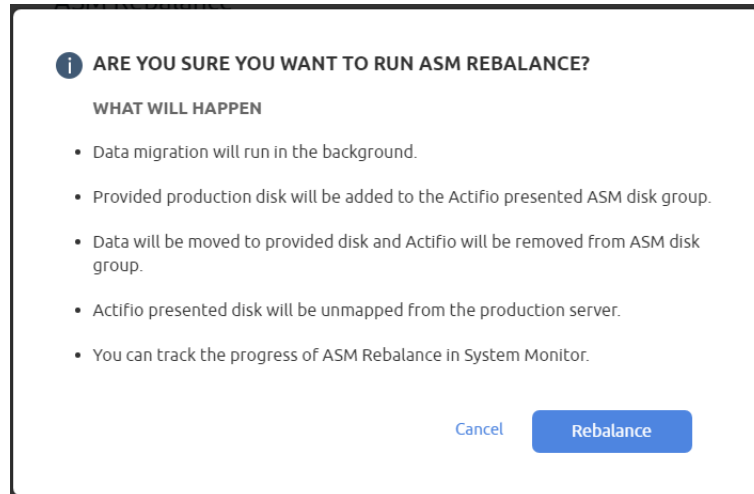 ASM Rebalance
ARE YOU SURE YOU WANT TO RUN ASM REBALANCE?
WHAT WILL HAPPEN
• Data migration will run in the background.
• Provided production disk will be added to the Actifio presented ASM disk group.
• Data will be moved to provided disk and Actifio will be removed from ASM disk
group.
• Actifio presented disk will be unmapped from the production server.
• You can track the progress of ASM Rebalance in System Monitor.
Cancel Rebalance